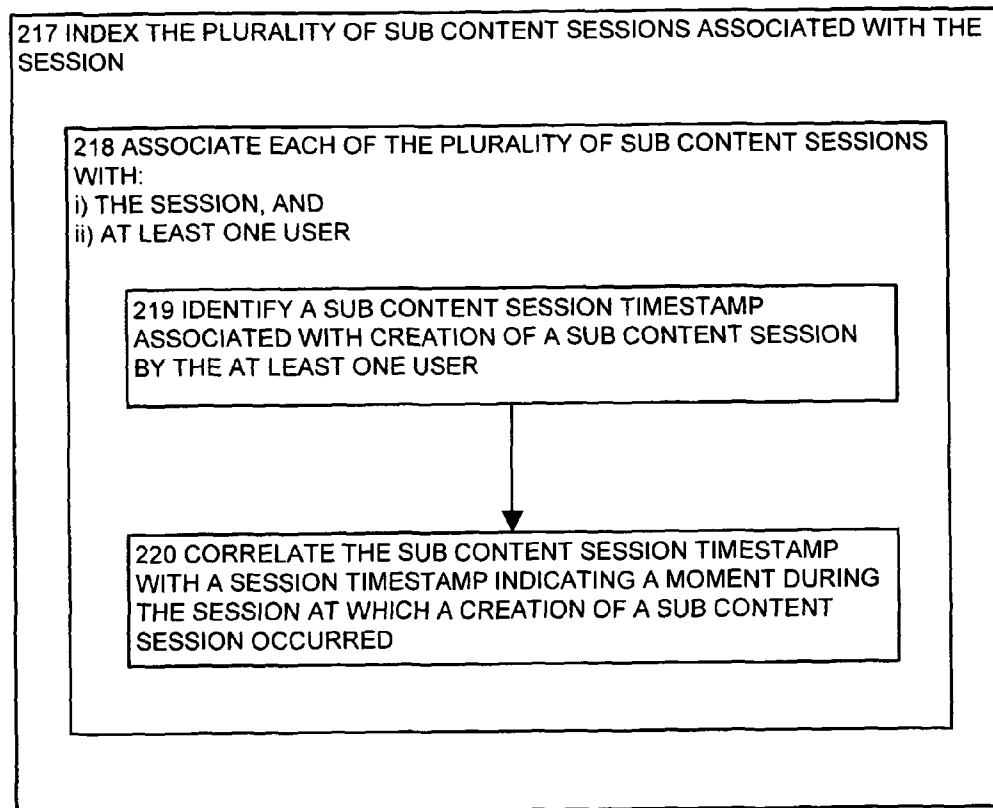 217 INDEX THE PLURALITY OF SUB CONTENT SESSIONS ASSOCIATED WITH THE
SESSION
218 ASSOCIATE EACH OF THE PLURALITY OF SUB CONTENT SESSIONS
WITH:
i) THE SESSION, AND
ii) AT LEAST ONE USER
219 IDENTIFY A SUB CONTENT SESSION TIMESTAMP
ASSOCIATED WITH CREATION OF A SUB CONTENT SESSION
BY THE AT LEAST ONE USER
220 CORRELATE THE SUB CONTENT SESSION TIMESTAMP
WITH A SESSION TIMESTAMP INDICATING A MOMENT DURING
THE SESSION AT WHICH A CREATION OF A SUB CONTENT
SESSION OCCURRED